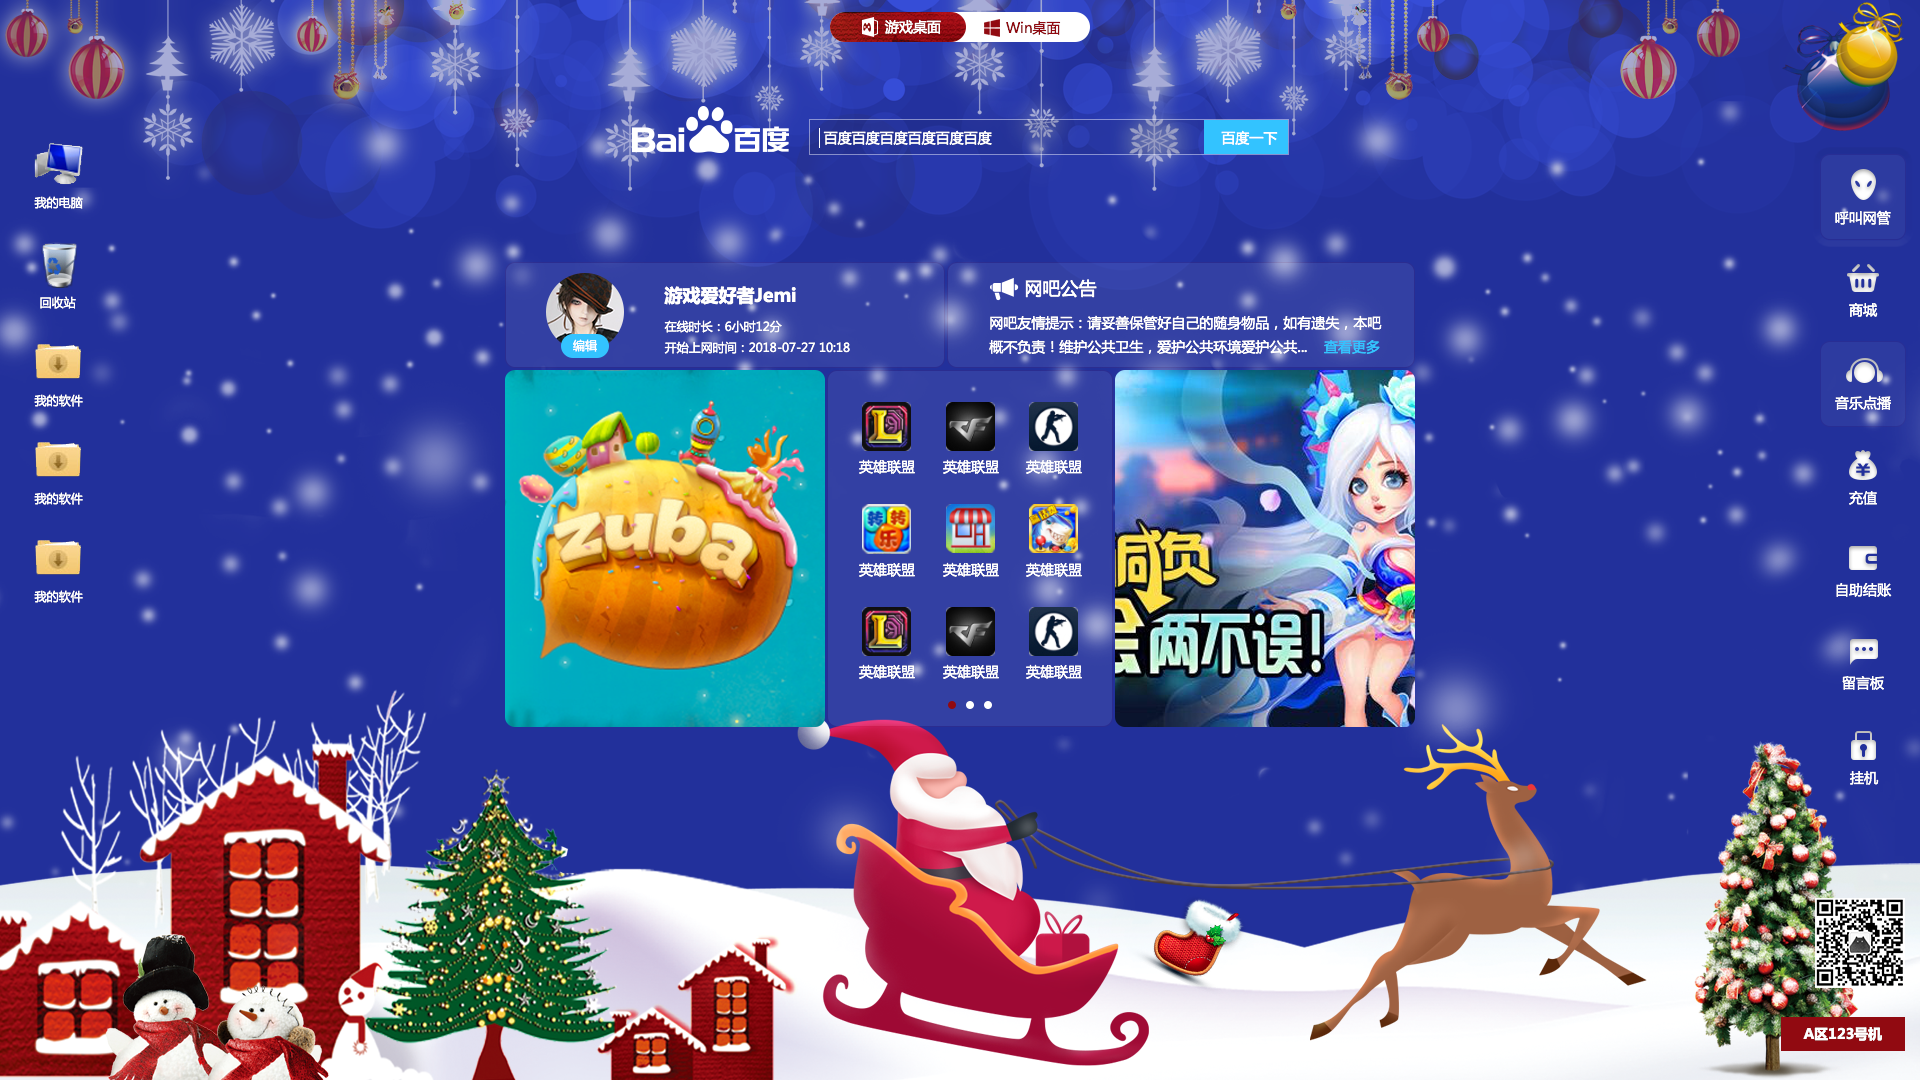 游戏桌面
Win桌面
Bai 百度
百度百度百度百度百度百度
百度一下
我的电脑
回收站
我的软件
我的软件
我的软件
游戏爱好者Jemi
在线时长：6小时12分
开始上网时间：2018-07-27 10:18
编辑
网吧公告
网吧友情提示：请妥善保管好自己的随身物品，如有遗失，本吧
概不负责！维护公共卫生，爱护公共环境爱护公共...
查看更多
zuba
英雄联盟
英雄联盟
英雄联盟
转转乐
英雄联盟
英雄联盟
英雄联盟
英雄联盟
英雄联盟
英雄联盟
减负
会两不误!
呼叫网管
商城
音乐点播
充值
自助结账
留言板
挂机
A区123号机